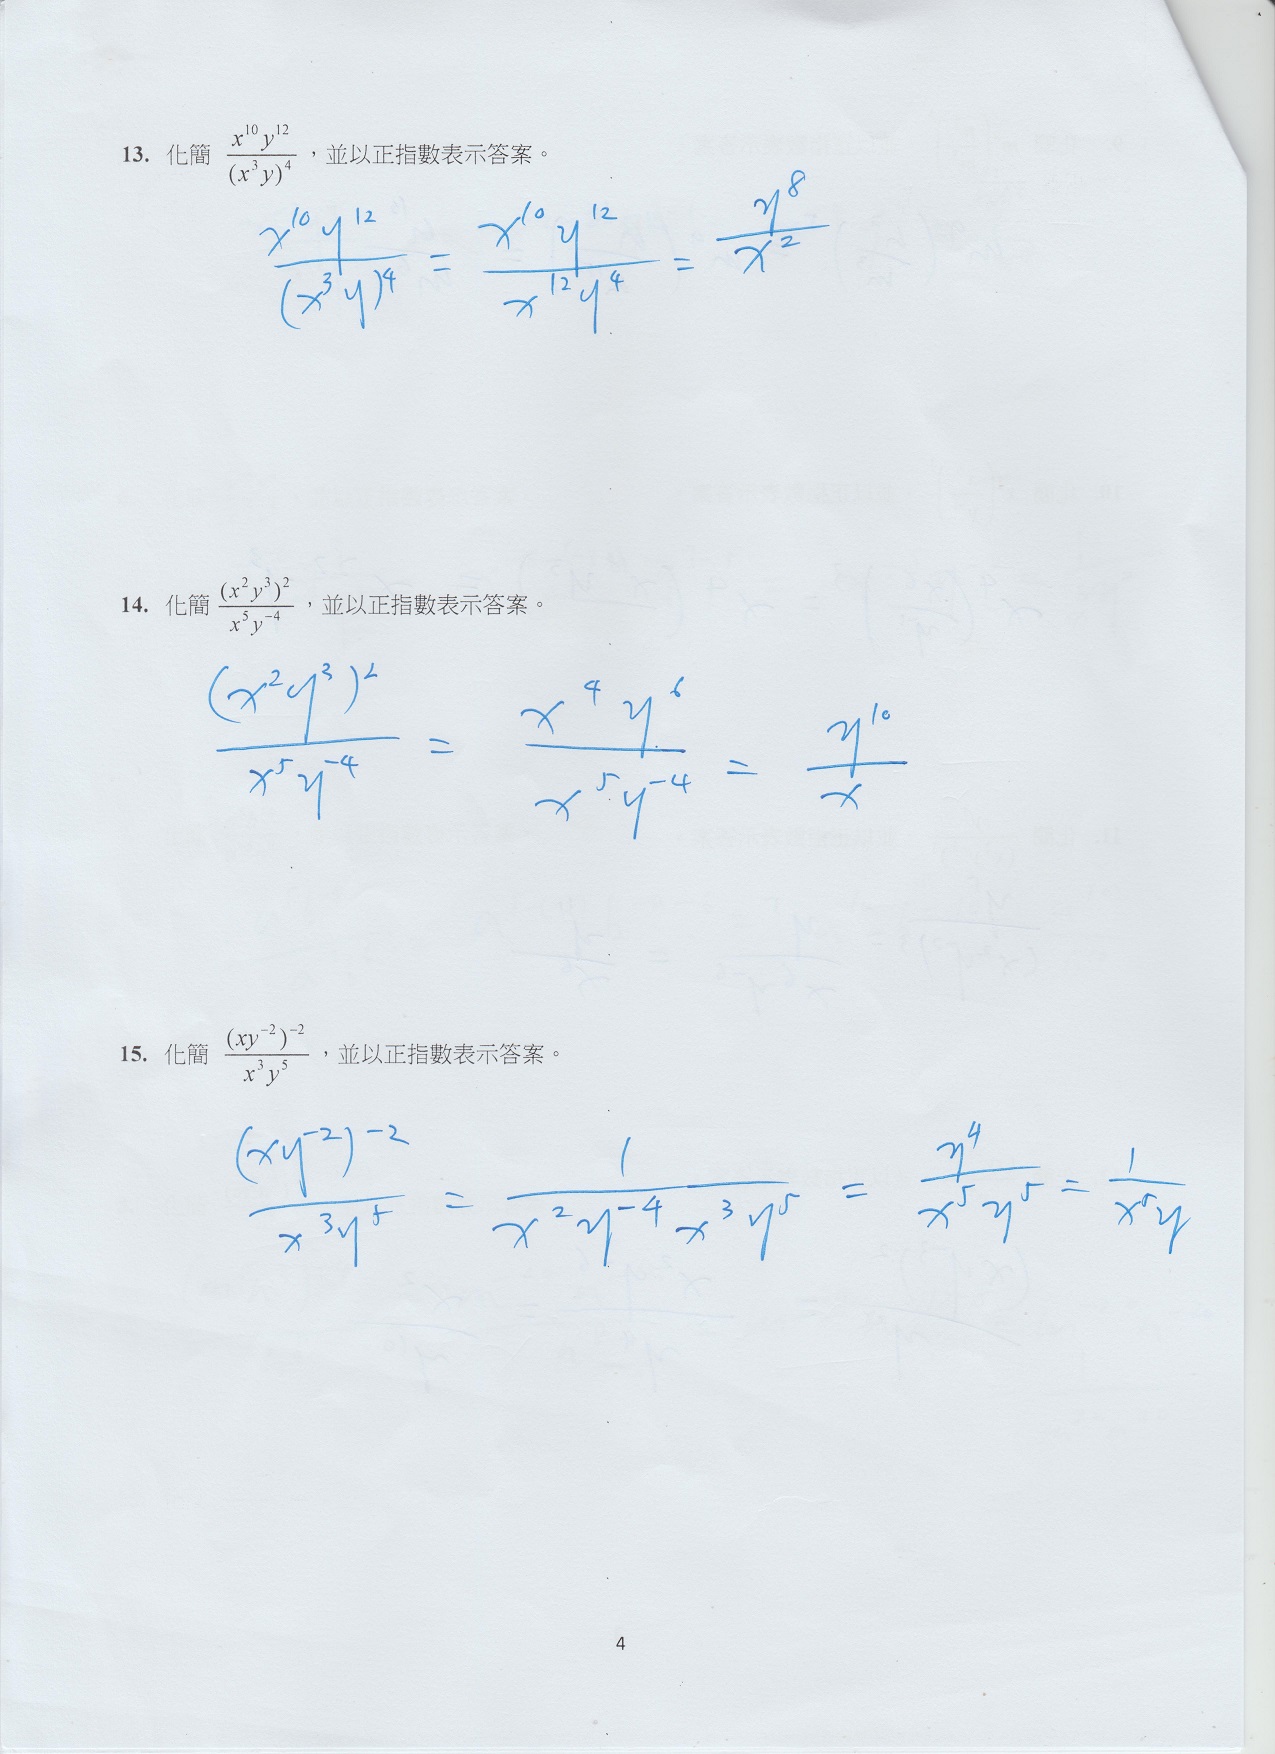 13. 化簡 \frac{x^{10}y^{12}}{(x^3y)^4}，並以正指數表示答案。
\frac{x^{10}y^{12}}{(x^3y)^4} = \frac{x^{10}y^{12}}{x^{12}y^4} = \frac{y^8}{x^2}
14. 化簡 \frac{(x^2y^3)^2}{x^5y^{-4}}，並以正指數表示答案。
\frac{(x^2y^3)^2}{x^5y^{-4}} = \frac{x^4y^6}{x^5y^{-4}} = \frac{y^{10}}{x}
15. 化簡 \frac{(xy^{-2})^{-2}}{x^3y^5}，並以正指數表示答案。
\frac{(xy^{-2})^{-2}}{x^3y^5} = \frac{1}{x^2y^{-4}x^3y^5} = \frac{y^4}{x^5y^5} = \frac{1}{x^5y}
4